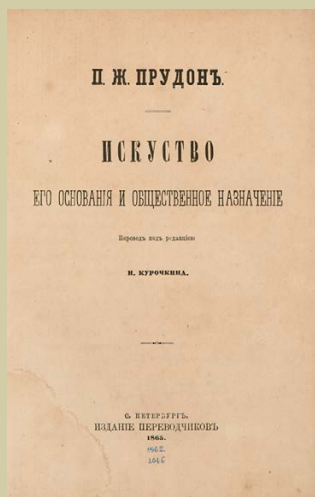 П. Ж. ПРУДОНЪ.
ИСКУСТВО
ЕГО ОСНОВАНІЯ И ОБЩЕСТВЕННОЕ НАЗНАЧЕНІЕ
Переводъ подъ редакціею
Н. КУРОЧКИНА.
С. ПЕТЕРБУРГЪ.
ИЗДАНІЕ ПЕРЕВОДЧИКОВЪ
1865.